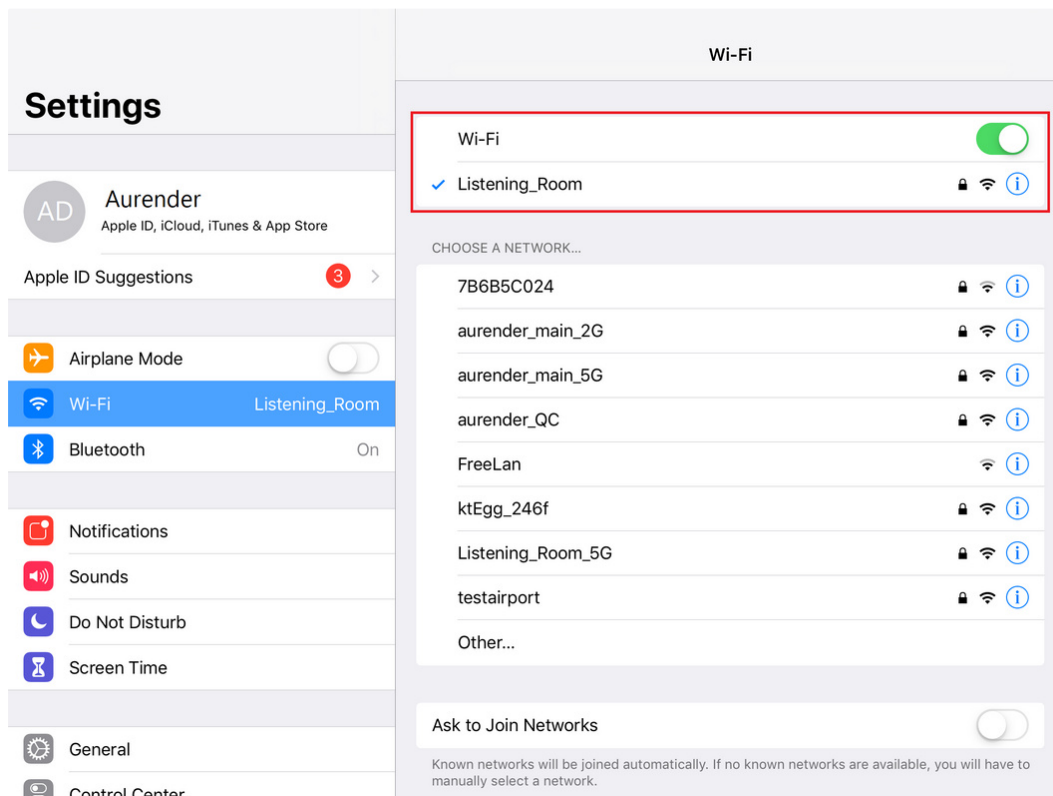 Settings
AD
Aurender
Apple ID, iCloud, iTunes & App Store
Apple ID Suggestions 3
Airplane Mode
Wi-Fi Listening_Room
Bluetooth On
Notifications
Sounds
Do Not Disturb
Screen Time
General
Control Center
Wi-Fi
Wi-Fi
Listening_Room
CHOOSE A NETWORK...
7B6B5C024
aurender_main_2G
aurender_main_5G
aurender_QC
FreeLan
ktEgg_246f
Listening_Room_5G
testairport
Other...
Ask to Join Networks
Known networks will be joined automatically. If no known networks are available, you will have to
manually select a network.